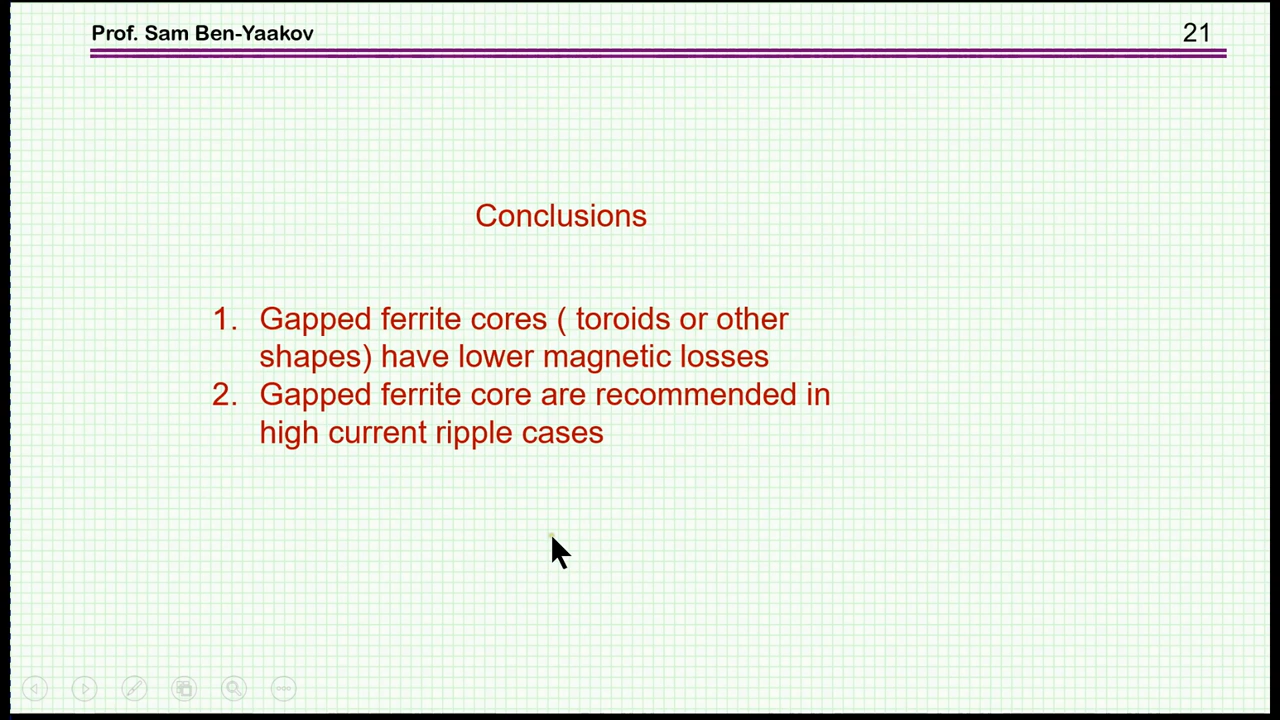 Prof. Sam Ben-Yaakov
21
Conclusions
1. Gapped ferrite cores ( toroids or other
shapes) have lower magnetic losses
2. Gapped ferrite core are recommended in
high current ripple cases